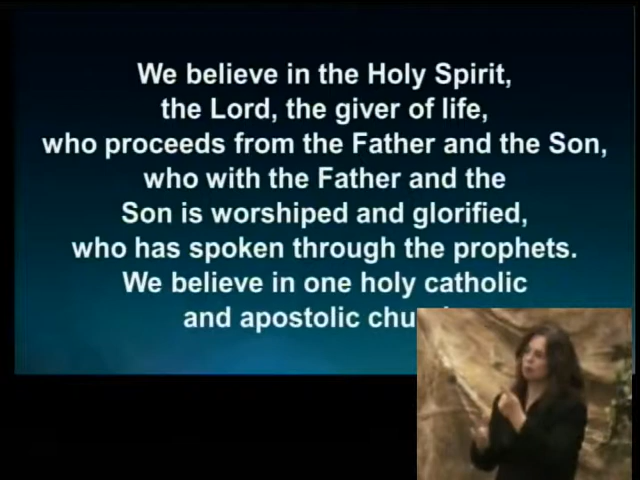 We believe in the Holy Spirit,
the Lord, the giver of life,
who proceeds from the Father and the Son,
who with the Father and the
Son is worshiped and glorified,
who has spoken through the prophets.
We believe in one holy catholic
and apostolic